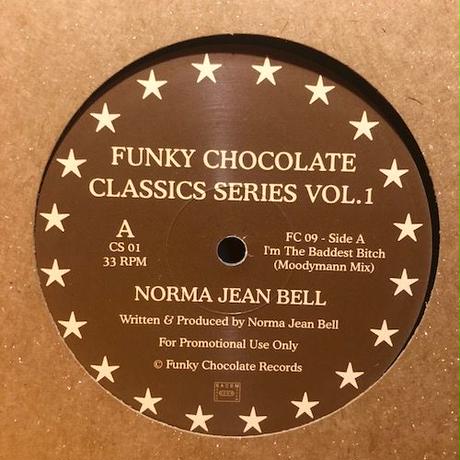 FUNKY CHOCOLATE
CLASSICS SERIES VOL.1
A
CS 01
33 RPM
FC 09 - Side A
I'm The Baddest Bitch
(Moodymann Mix)
NORMA JEAN BELL
Written & Produced by Norma Jean Bell
For Promotional Use Only
© Funky Chocolate Records